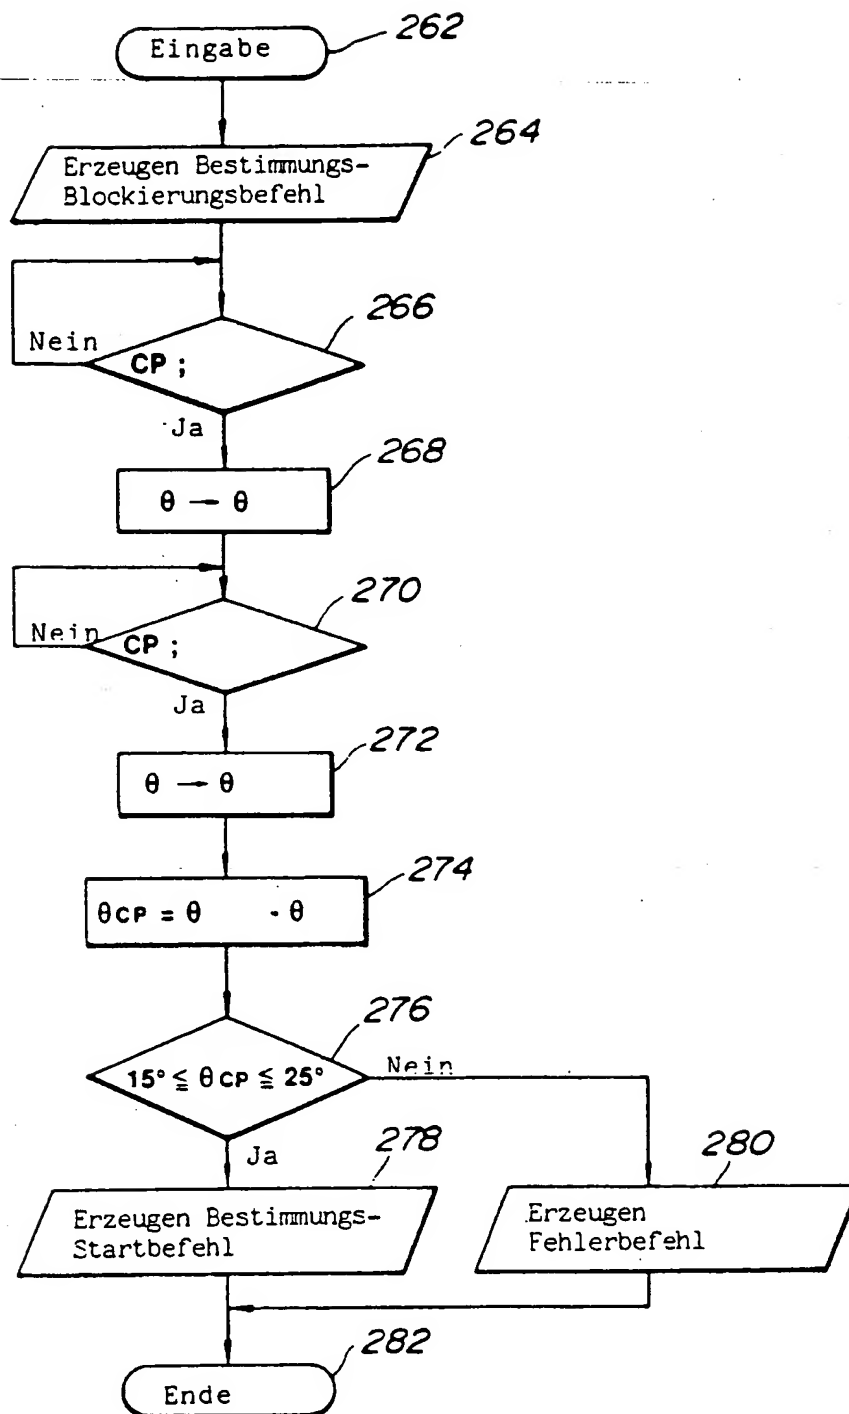 Eingabe
262
Erzeugen Bestimmungs-
Blockierungsbefehl
264
266
Nein
CP ;
Ja
268
θ → θ
270
Nein
CP ;
Ja
272
θ → θ
274
θCP = θ - θ
276
15° ≦ θCP ≦ 25°
Nein
Ja
278
280
Erzeugen Bestimmungs-
Startbefehl
Erzeugen
Fehlerbefehl
282
Ende